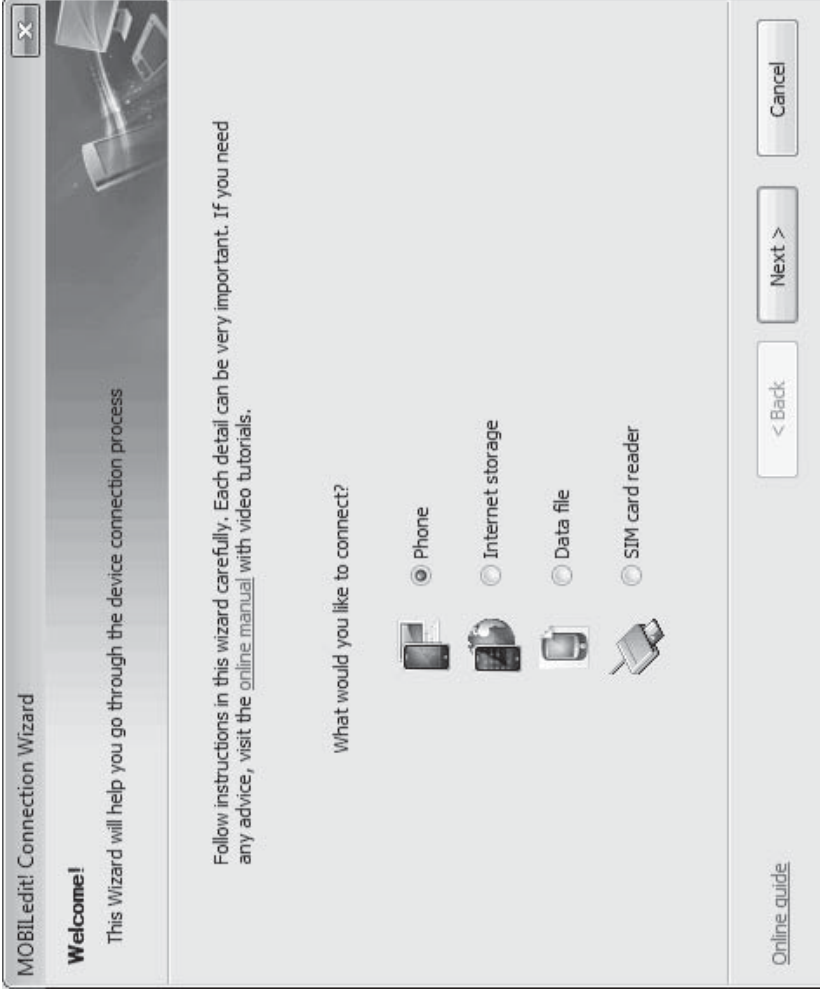 MOBILedit! Connection Wizard
Welcome!
This Wizard will help you go through the device connection process
Follow instructions in this wizard carefully. Each detail can be very important. If you need
any advice, visit the online manual with video tutorials.
What would you like to connect?
Phone
Internet storage
Data file
SIM card reader
Online guide
< Back
Next >
Cancel